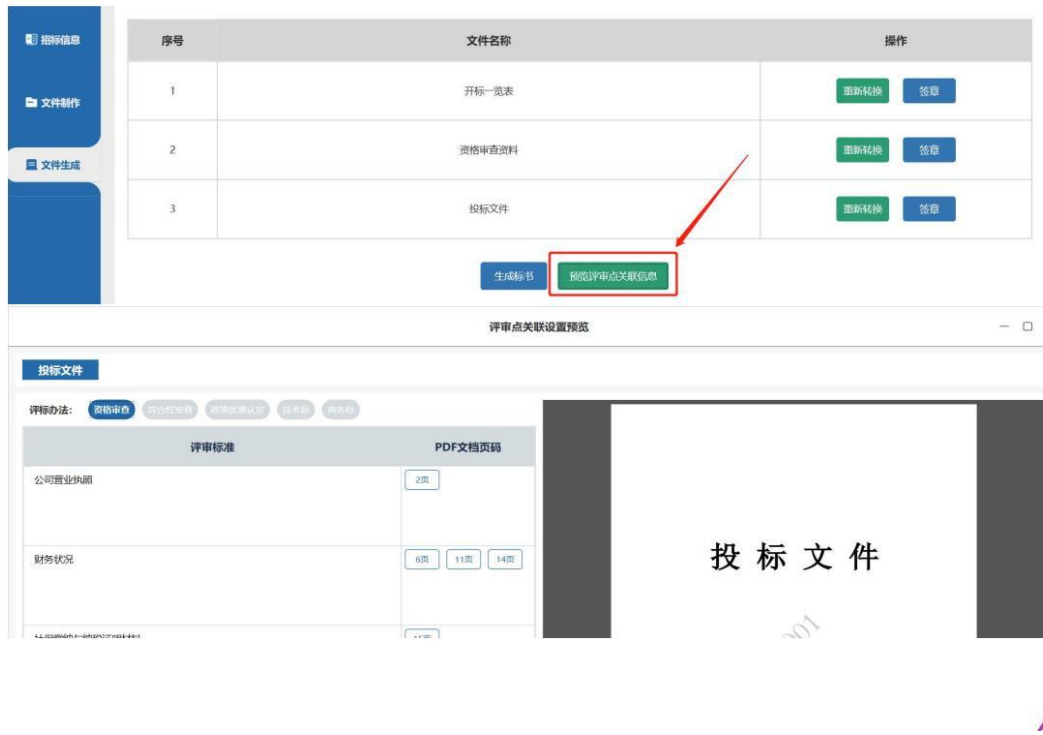 招标信息
序号 文件名称 操作
文件制作
1 开标一览表 重新转换 签章
文件生成
2 资格审查资料 重新转换 签章
3 投标文件 重新转换 签章
生成标书 预览评审点关联信息
评审点关联设置预览
投标文件
评标办法： 资格审查 符合性审查 政策优惠认定 技术标 商务标
评审标准 PDF文档页码
公司营业执照 2页
财务状况 6页 11页 14页
投标文件
001